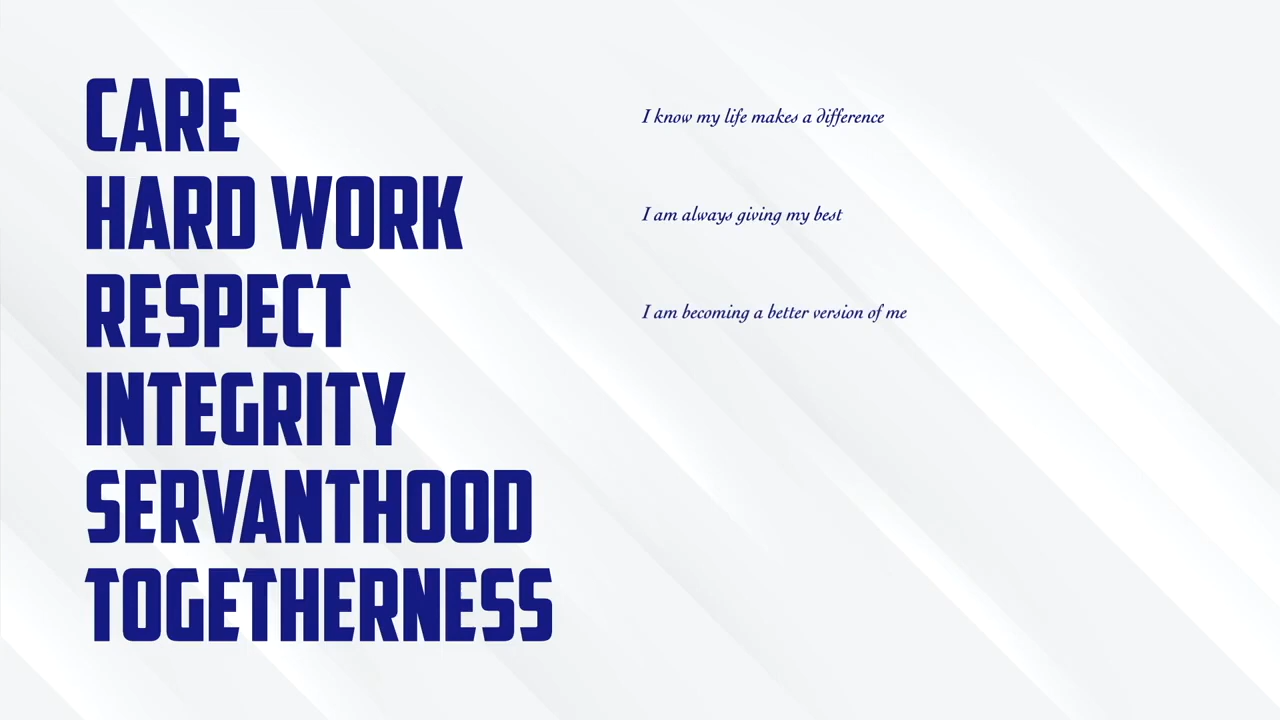 CARE
I know my life makes a difference
HARD WORK
I am always giving my best
RESPECT
I am becoming a better version of me
INTEGRITY
SERVANTHOOD
TOGETHERNESS